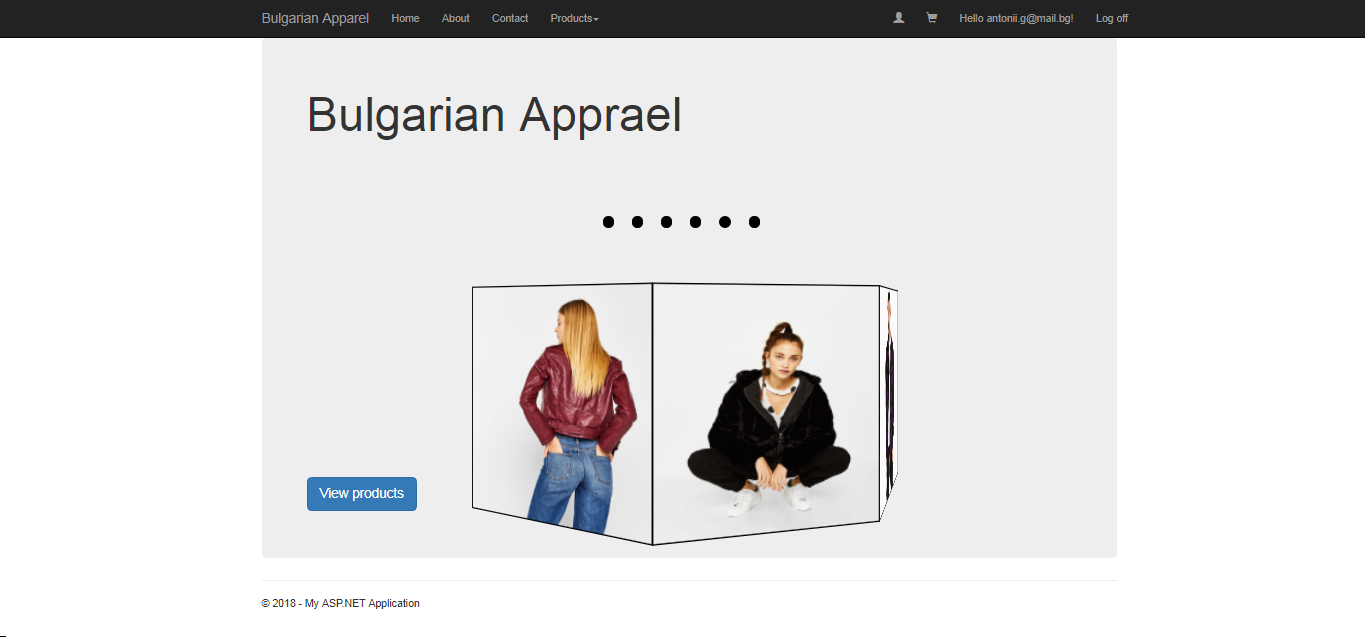 Bulgarian Apparel Home About Contact Products Hello antonii.g@mail.bg! Log off
Bulgarian Apprael
View products
© 2018 - My ASP.NET Application